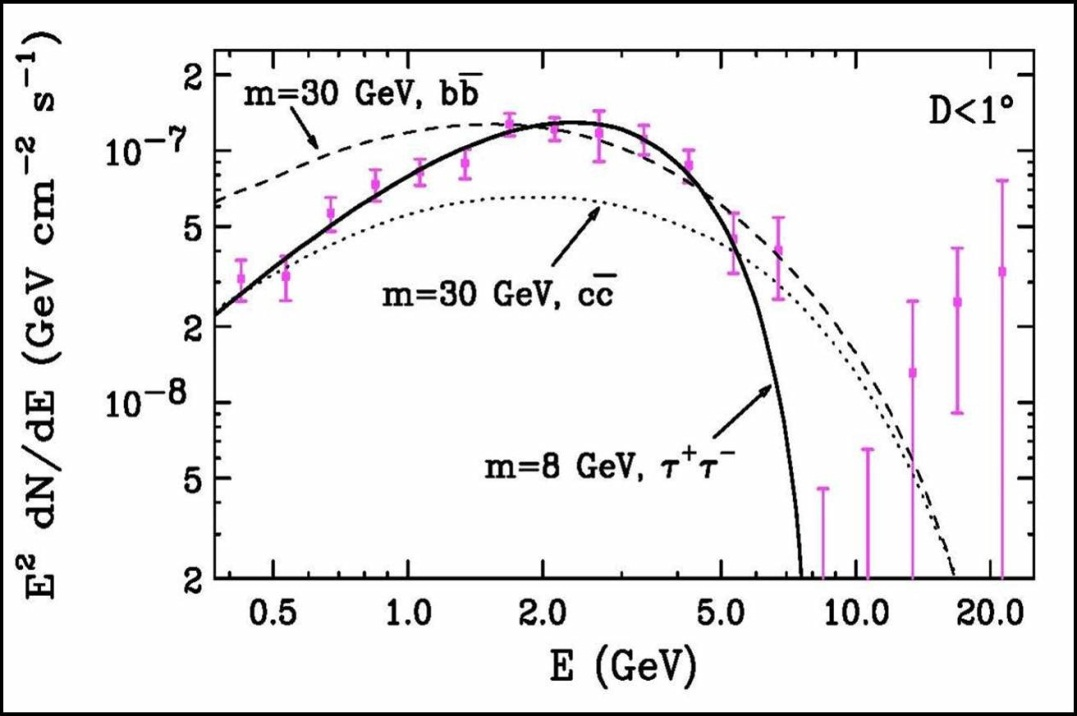 E² dN/dE (GeV cm⁻² s⁻¹)
2
10⁻⁷
5
2
10⁻⁸
5
2
m=30 GeV, bb̅
D<1°
m=30 GeV, cc̅
m=8 GeV, τ⁺τ⁻
0.5 1.0 2.0 5.0 10.0 20.0
E (GeV)